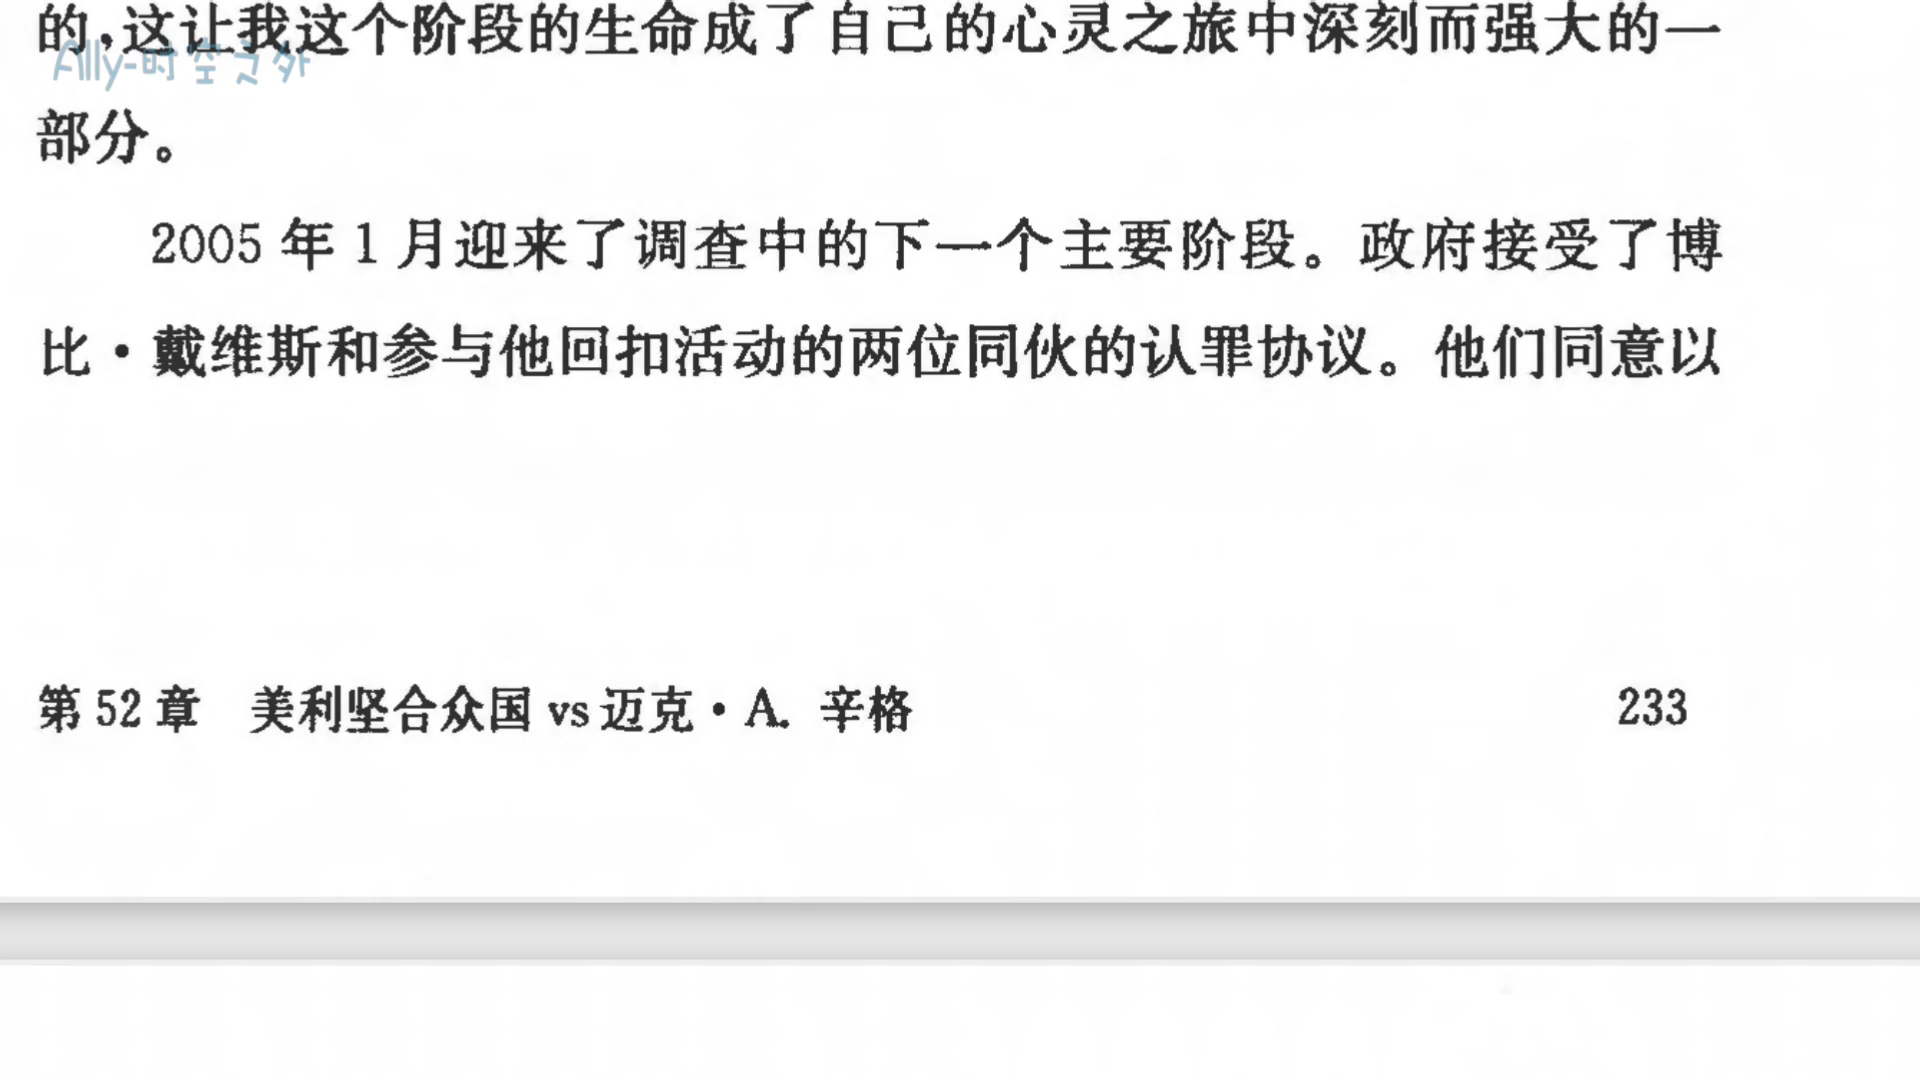 的，这让我这个阶段的生命成了自己的心灵之旅中深刻而强大的一
Ally-时空之外
部分。
2005 年 1 月迎来了调查中的下一个主要阶段。政府接受了博
比·戴维斯和参与他回扣活动的两位同伙的认罪协议。他们同意以
第 52 章 美利坚合众国 vs 迈克·A. 辛格 233